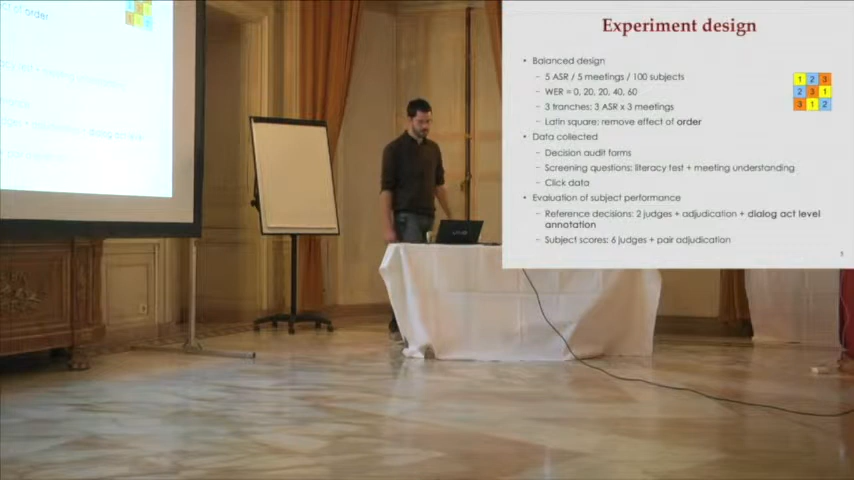 of order
Experiment design
• Balanced design
– 5 ASR / 5 meetings / 100 subjects
– WER = 0, 20, 20, 40, 60
– 3 tranches: 3 ASR x 3 meetings
– Latin square: remove effect of order
1 2 3
2 3 1
3 1 2
• Data collected
– Decision audit forms
– Screening questions: literacy test + meeting understanding
– Click data
• Evaluation of subject performance
– Reference decisions: 2 judges + adjudication + dialog act level
annotation
– Subject scores: 6 judges + pair adjudication